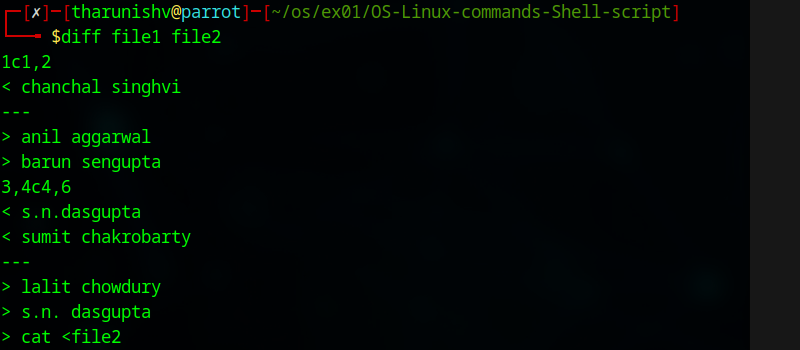 ┌─[✗]─[tharunishv@parrot]─[~/os/ex01/OS-Linux-commands-Shell-script]
└──╼ $diff file1 file2
1c1,2
< chanchal singhvi
---
> anil aggarwal
> barun sengupta
3,4c4,6
< s.n.dasgupta
< sumit chakrobarty
---
> lalit chowdury
> s.n. dasgupta
> cat <file2